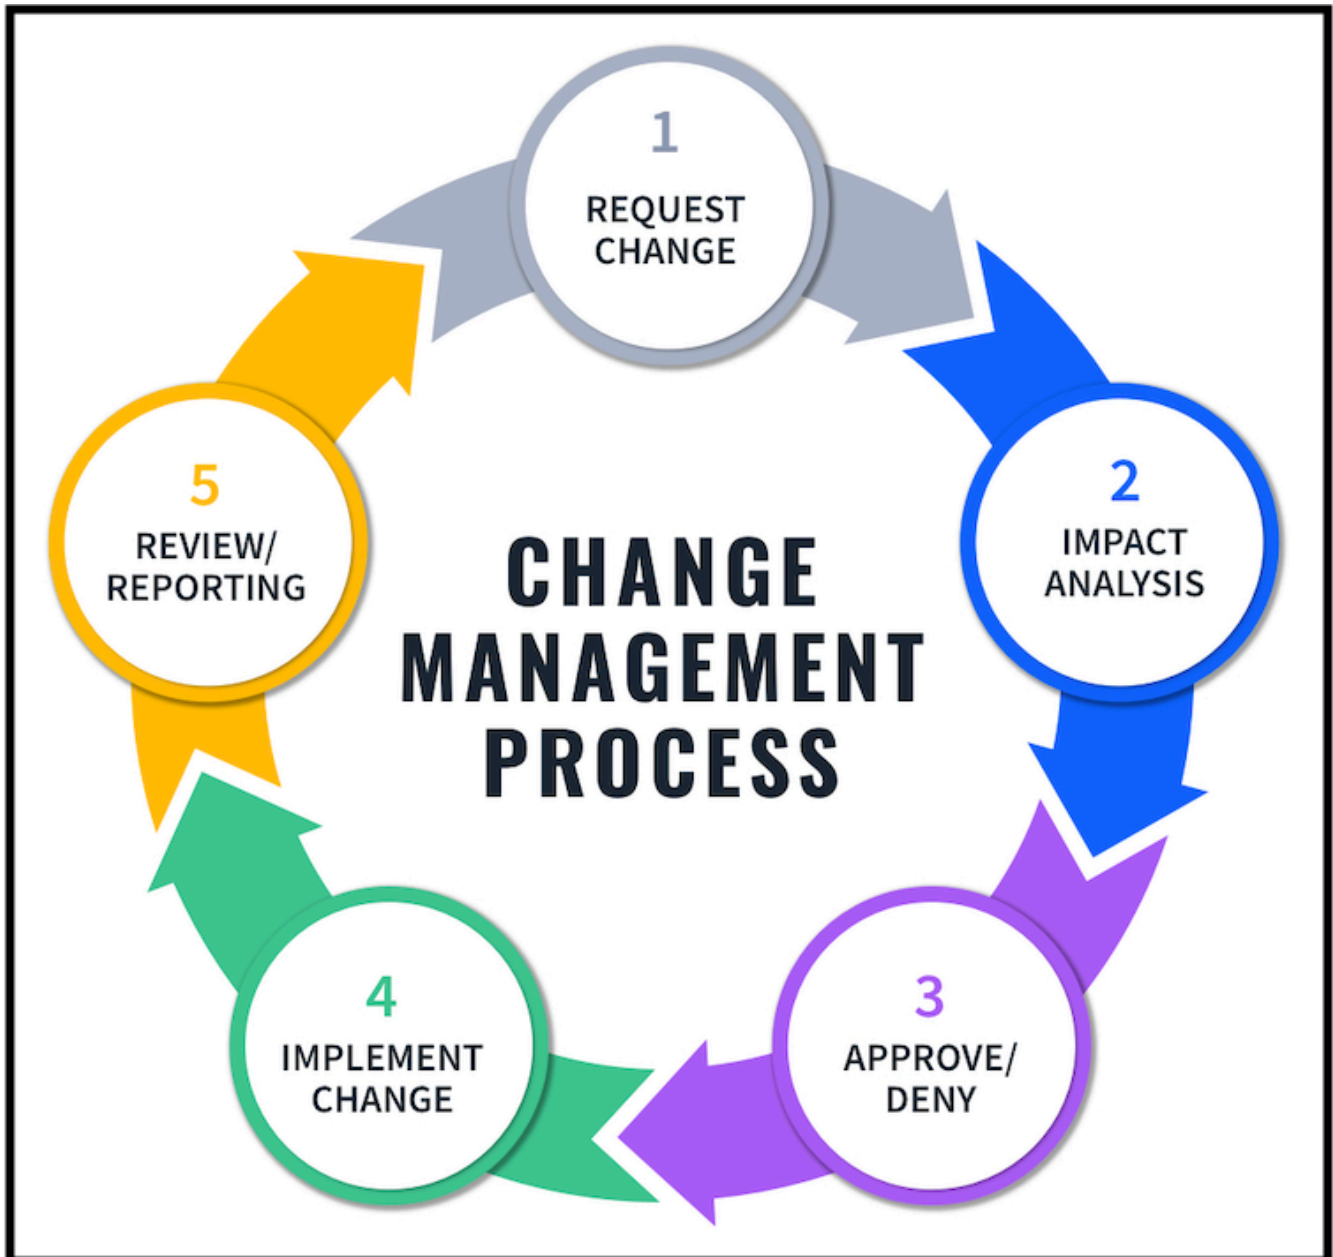 1
REQUEST
CHANGE
2
IMPACT
ANALYSIS
3
APPROVE/
DENY
4
IMPLEMENT
CHANGE
5
REVIEW/
REPORTING
CHANGE
MANAGEMENT
PROCESS